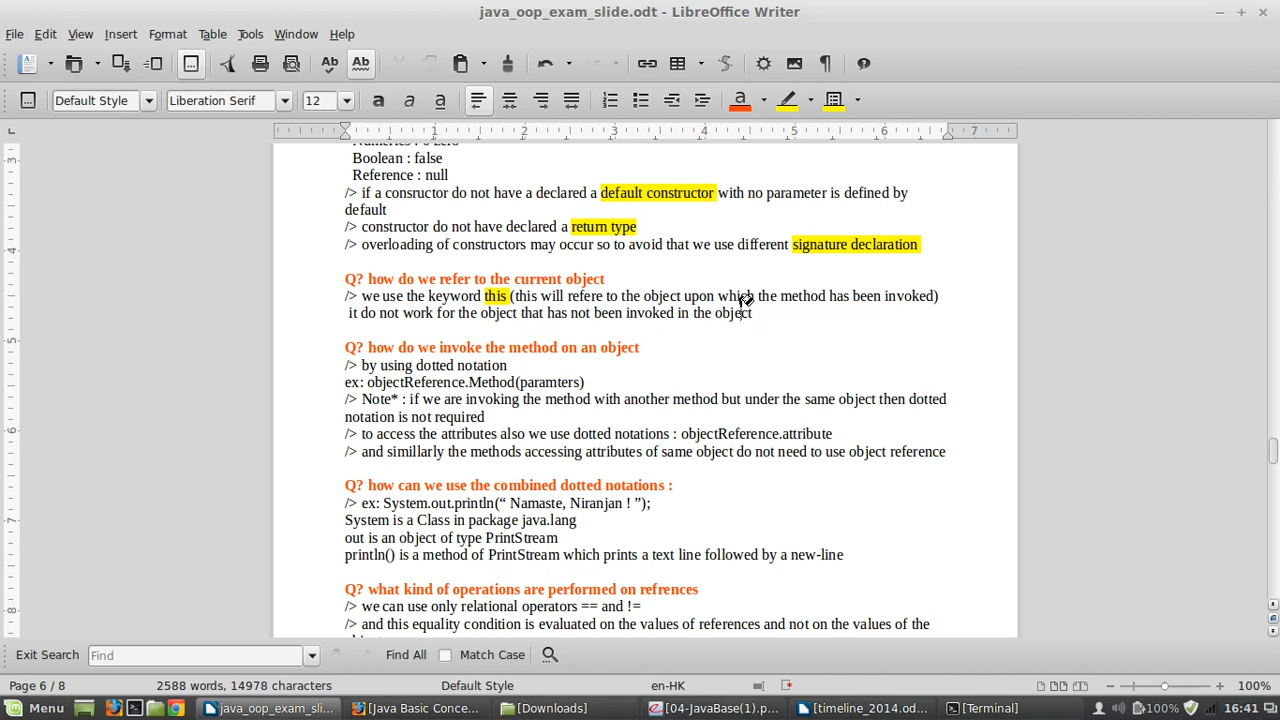 java_oop_exam_slide.odt - LibreOffice Writer
File Edit View Insert Format Table Tools Window Help
Default Style Liberation Serif 12
1 2 3 4 5 6 7
Boolean : false
Reference : null
/> if a consructor do not have a declared a default constructor with no parameter is defined by
default
/> constructor do not have declared a return type
/> overloading of constructors may occur so to avoid that we use different signature declaration
Q? how do we refer to the current object
/> we use the keyword this (this will refere to the object upon which the method has been invoked)
it do not work for the object that has not been invoked in the object
Q? how do we invoke the method on an object
/> by using dotted notation
ex: objectReference.Method(paramters)
/> Note* : if we are invoking the method with another method but under the same object then dotted
notation is not required
/> to access the attributes also we use dotted notations : objectReference.attribute
/> and simillarly the methods accessing attributes of same object do not need to use object reference
Q? how can we use the combined dotted notations :
/> ex: System.out.println(“ Namaste, Niranjan ! ”);
System is a Class in package java.lang
out is an object of type PrintStream
println() is a method of PrintStream which prints a text line followed by a new-line
Q? what kind of operations are performed on refrences
/> we can use only relational operators == and !=
/> and this equality condition is evaluated on the values of references and not on the values of the
Exit Search Find Find All Match Case
Page 6 / 8 2588 words, 14978 characters Default Style en-HK 100%
Menu java_oop_exam_sli... [Java Basic Conce... [Downloads] [04-JavaBase(1).p... [timeline_2014.od... [Terminal] 100% 16:41